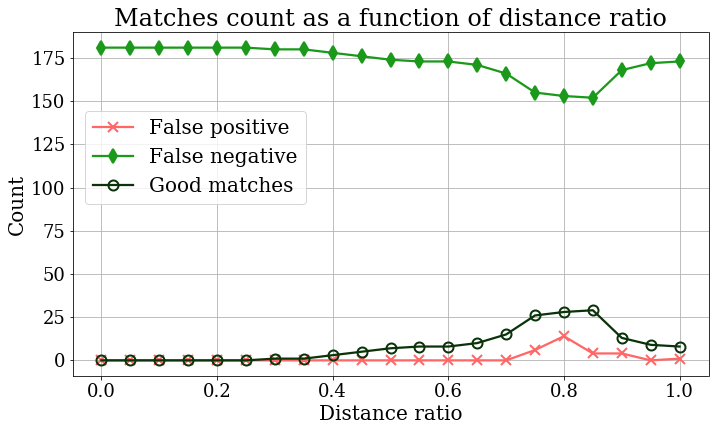 Matches count as a function of distance ratio
175
150
125
100
75
50
25
0
Count
False positive
False negative
Good matches
0.0 0.2 0.4 0.6 0.8 1.0
Distance ratio